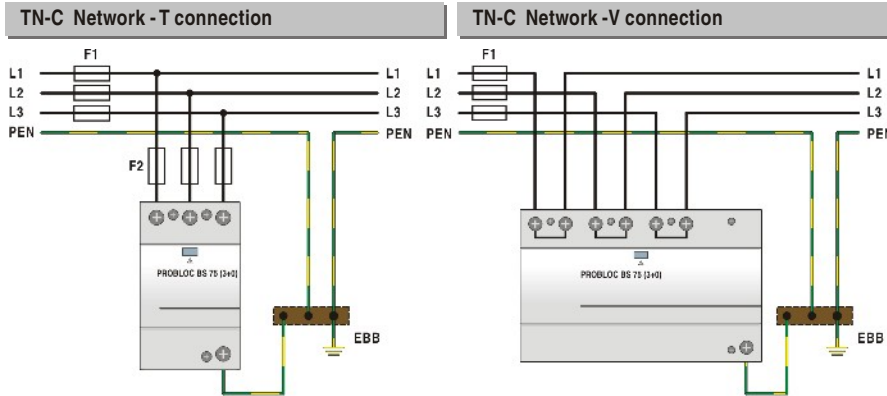 TN-C Network - T connection
F1
L1 L1
L2 L2
L3 L3
PEN PEN
F2
PROBLOC BS 75 (3+0)
EBB
TN-C Network -V connection
F1
L1 L1
L2 L2
L3 L3
PEN PEN
PROBLOC BS 75 (3+0)
EBB